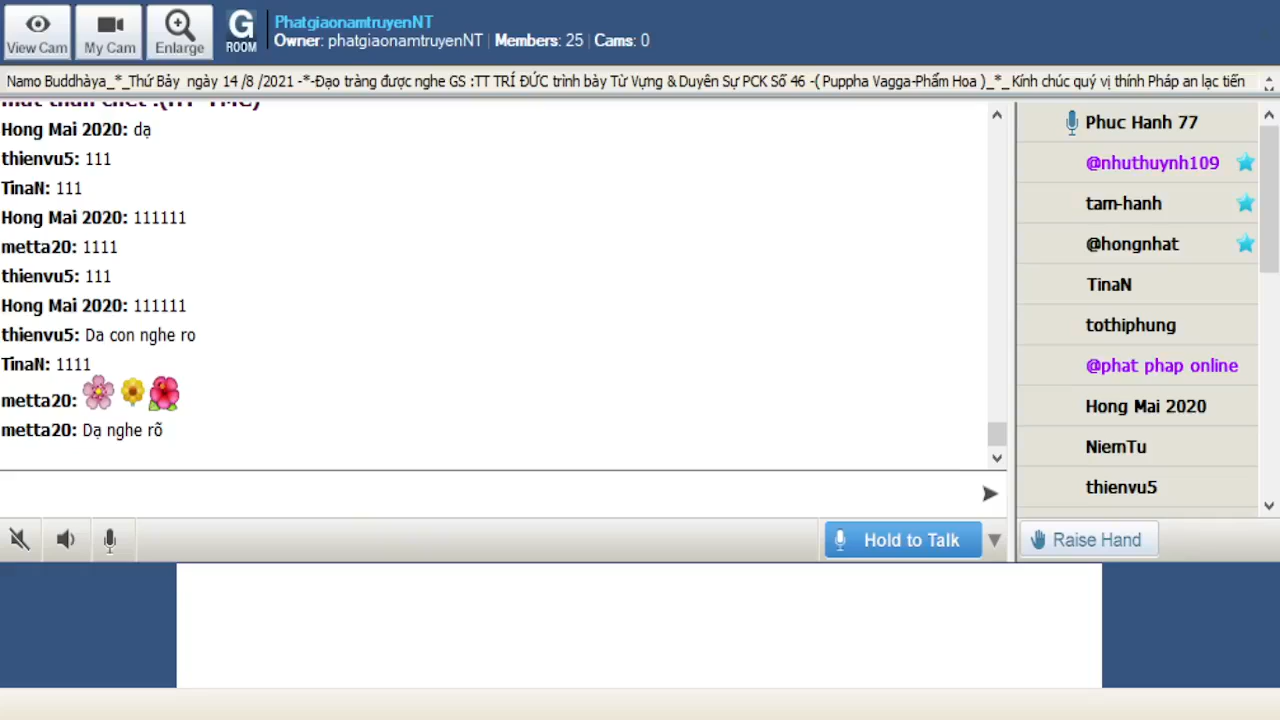 View Cam
My Cam
Enlarge
G
ROOM
PhatgiaonamtruyenNT
Owner: phatgiaonamtruyenNT | Members: 25 | Cams: 0
Namo Buddhàya_*_Thứ Bảy ngày 14 /8 /2021 -*-Đạo tràng được nghe GS :TT TRÍ ĐỨC trình bày Từ Vựng & Duyên Sự PCK Số 46 -( Puppha Vagga-Phẩm Hoa )_*_ Kính chúc quý vị thính Pháp an lạc tiến
Hong Mai 2020: dạ
thienvu5: 111
TinaN: 111
Hong Mai 2020: 111111
metta20: 1111
thienvu5: 111
Hong Mai 2020: 111111
thienvu5: Da con nghe ro
TinaN: 1111
metta20:
metta20: Dạ nghe rõ
Phuc Hanh 77
@nhuthuynh109
tam-hanh
@hongnhat
TinaN
tothiphung
@phat phap online
Hong Mai 2020
NiemTu
thienvu5
Hold to Talk
Raise Hand